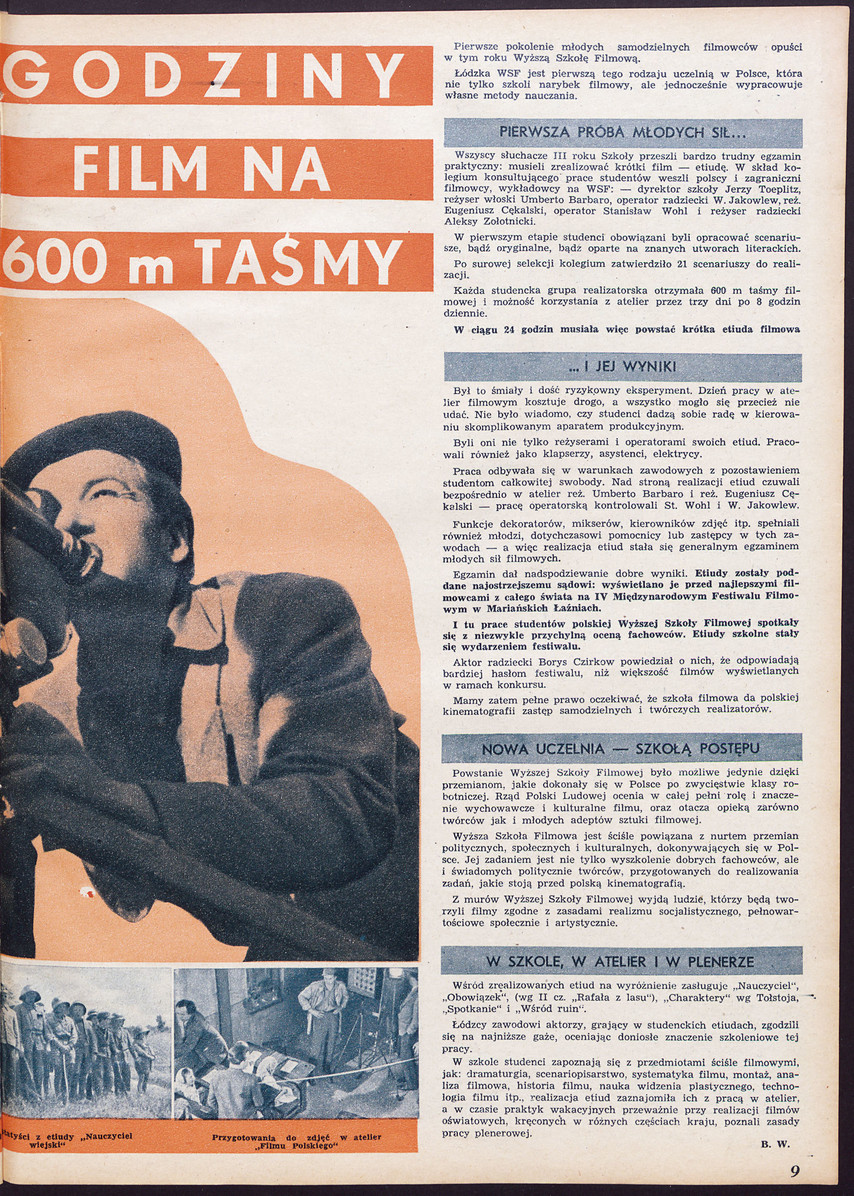 GODZINY
FILM NA
600 m TAŚMY
Pierwsze pokolenie młodych samodzielnych filmowców opuści
w tym roku Wyższą Szkołę Filmową.
Łódzka WSF jest pierwszą tego rodzaju uczelnią w Polsce, która
nie tylko szkoli narybek filmowy, ale jednocześnie wypracowuje
własne metody nauczania.
PIERWSZA PRÓBA MŁODYCH SIŁ...
Wszyscy słuchacze III roku Szkoły przeszli bardzo trudny egzamin
praktyczny: musieli zrealizować krótki film — etiudę. W skład ko-
legium konsultującego prace studentów weszli polscy i zagraniczni
filmowcy, wykładowcy na WSF: — dyrektor szkoły Jerzy Toeplitz,
reżyser włoski Umberto Barbaro, operator radziecki W. Jakowlew, reż.
Eugeniusz Cękalski, operator Stanisław Wohl i reżyser radziecki
Aleksy Zołotnicki.
W pierwszym etapie studenci obowiązani byli opracować scenariu-
sze, bądź oryginalne, bądź oparte na znanych utworach literackich.
Po surowej selekcji kolegium zatwierdziło 21 scenariuszy do reali-
zacji.
Każda studencka grupa realizatorska otrzymała 600 m taśmy fil-
mowej i możność korzystania z atelier przez trzy dni po 8 godzin
dziennie.
W ciągu 24 godzin musiała więc powstać krótka etiuda filmowa
... I JEJ WYNIKI
Był to śmiały i dość ryzykowny eksperyment. Dzień pracy w ate-
lier filmowym kosztuje drogo, a wszystko mogło się przecież nie
udać. Nie było wiadomo, czy studenci dadzą sobie radę w kierowa-
niu skomplikowanym aparatem produkcyjnym.
Byli oni nie tylko reżyserami i operatorami swoich etiud. Praco-
wali również jako klapserzy, asystenci, elektrycy.
Praca odbywała się w warunkach zawodowych z pozostawieniem
studentom całkowitej swobody. Nad stroną realizacji etiud czuwali
bezpośrednio w atelier reż. Umberto Barbaro i reż. Eugeniusz Cę-
kalski — pracę operatorską kontrolowali St. Wohl i W. Jakowlew.
Funkcje dekoratorów, mikserów, kierowników zdjęć itp. spełniali
również młodzi, dotychczasowi pomocnicy lub zastępcy w tych za-
wodach — a więc realizacja etiud stała się generalnym egzaminem
młodych sił filmowych.
Egzamin dał nadspodziewanie dobre wyniki. Etiudy zostały pod-
dane najostrzejszemu sądowi: wyświetlano je przed najlepszymi fil-
mowcami z całego świata na IV Międzynarodowym Festiwalu Filmo-
wym w Mariańskich Łaźniach.
I tu prace studentów polskiej Wyższej Szkoły Filmowej spotkały
się z niezwykle przychylną oceną fachowców. Etiudy szkolne stały
się wydarzeniem festiwalu.
Aktor radziecki Borys Czirkow powiedział o nich, że odpowiadają
bardziej hasłom festiwalu, niż większość filmów wyświetlanych
w ramach konkursu.
Mamy zatem pełne prawo oczekiwać, że szkoła filmowa da polskiej
kinematografii zastęp samodzielnych i twórczych realizatorów.
NOWA UCZELNIA — SZKOŁĄ POSTĘPU
Powstanie Wyższej Szkoły Filmowej było możliwe jedynie dzięki
przemianom, jakie dokonały się w Polsce po zwycięstwie klasy ro-
botniczej. Rząd Polski Ludowej ocenia w całej pełni rolę i znacze-
nie wychowawcze i kulturalne filmu, oraz otacza opieką zarówno
twórców jak i młodych adeptów sztuki filmowej.
Wyższa Szkoła Filmowa jest ściśle powiązana z nurtem przemian
politycznych, społecznych i kulturalnych, dokonywających się w Pol-
sce. Jej zadaniem jest nie tylko wyszkolenie dobrych fachowców, ale
i świadomych politycznie twórców, przygotowanych do realizowania
zadań, jakie stoją przed polską kinematografią.
Z murów Wyższej Szkoły Filmowej wyjdą ludzie, którzy będą two-
rzyli filmy zgodne z zasadami realizmu socjalistycznego, pełnowar-
tościowe społecznie i artystycznie.
W SZKOLE, W ATELIER I W PLENERZE
Wśród zrealizowanych etiud na wyróżnienie zasługuje „Nauczyciel",
„Obowiązek", (wg II cz. „Rafała z lasu"), „Charaktery" wg Tołstoja,
„Spotkanie" i „Wśród ruin".
Łódzcy zawodowi aktorzy, grający w studenckich etiudach, zgodzili
się na najniższe gaże, oceniając doniosłe znaczenie szkoleniowe tej
pracy.
W szkole studenci zapoznają się z przedmiotami ściśle filmowymi,
jak: dramaturgia, scenariopisarstwo, systematyka filmu, montaż, ana-
liza filmowa, historia filmu, nauka widzenia plastycznego, techno-
logia filmu itp., realizacja etiud zaznajomiła ich z pracą w atelier,
a w czasie praktyk wakacyjnych przeważnie przy realizacji filmów
oświatowych, kręconych w różnych częściach kraju, poznali zasady
pracy plenerowej.
B. W.
z etiudy „Nauczyciel
wiejski"
Przygotowania do zdjęć w atelier
„Filmu Polskiego"
9